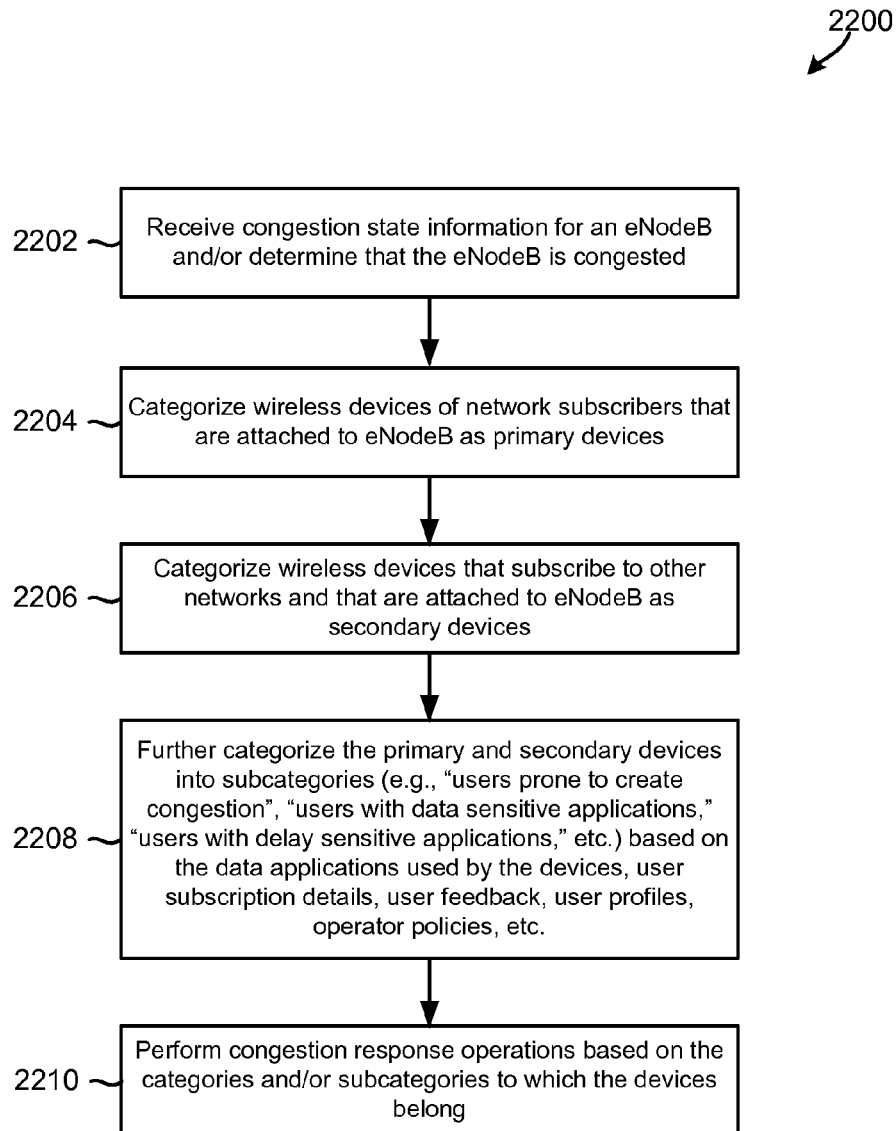 2200
2202
Receive congestion state information for an eNodeB
and/or determine that the eNodeB is congested
2204
Categorize wireless devices of network subscribers that
are attached to eNodeB as primary devices
2206
Categorize wireless devices that subscribe to other
networks and that are attached to eNodeB as
secondary devices
2208
Further categorize the primary and secondary devices
into subcategories (e.g., “users prone to create
congestion”, “users with data sensitive applications,”
“users with delay sensitive applications,” etc.) based on
the data applications used by the devices, user
subscription details, user feedback, user profiles,
operator policies, etc.
2210
Perform congestion response operations based on the
categories and/or subcategories to which the devices
belong